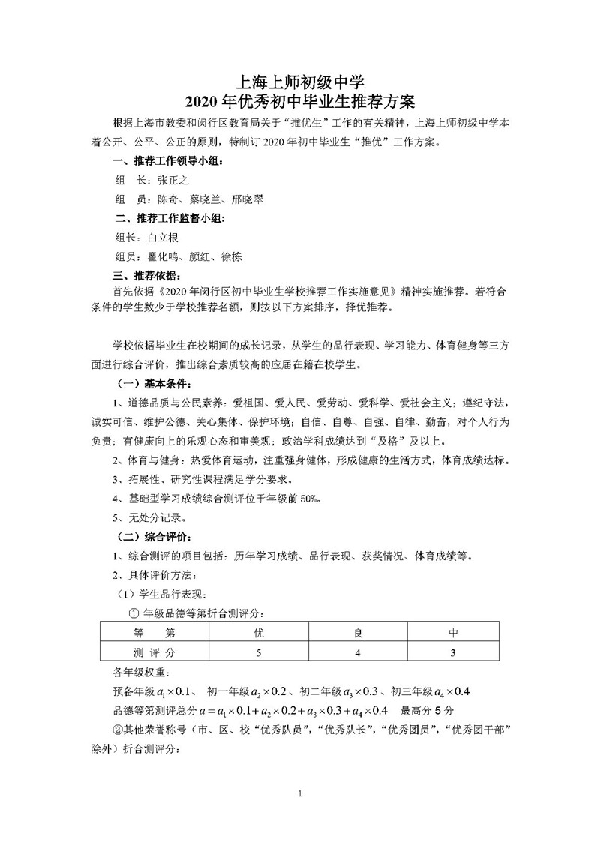 上海上师初级中学
2020年优秀初中毕业生推荐方案
根据上海市教委和闵行区教育局关于“推优生”工作的有关精神，上海上师初级中学本
着公开、公平、公正的原则，特制订2020年初中毕业生“推优”工作方案。
一、推荐工作领导小组：
组　长：张正之
组　员：陈奇、蔡晓兰、邢晓翠
二、推荐工作监督小组：
组长：白立根
组员：瞿化鸣、颜红、徐栋
三、推荐依据：
首先依据《2020年闵行区初中毕业生学校推荐工作实施意见》精神实施推荐。若符合
条件的学生数少于学校推荐名额，则按以下方案排序，择优推荐。
学校依据毕业生在校期间的成长记录，从学生的品行表现、学习能力、体育健身等三方
面进行综合评价，推出综合素质较高的应届在籍在校学生。
（一）基本条件：
1、道德品质与公民素养：爱祖国、爱人民、爱劳动、爱科学、爱社会主义；遵纪守法，
诚实可信、维护公德、关心集体、保护环境；自信、自尊、自强、自律、勤奋，对个人行为
负责；有健康向上的乐观心态和审美观；政治学科成绩达到“及格”及以上。
2、体育与健身：热爱体育运动，注重强身健体，形成健康的生活方式，体育成绩达标。
3、拓展性、研究性课程满足学分要求。
4、基础型学习成绩综合测评位于年级前50%。
5、无处分记录。
（二）综合评价：
1、综合测评的项目包括：历年学习成绩、品行表现、获奖情况、体育成绩等。
2、具体评价方法：
（1）学生品行表现：
① 年级品德等第折合测评分：
等　第　优　良　中
测 评 分　5　4　3
各年级权重：
预备年级a₁×0.1、 初一年级a₂×0.2、初二年级a₃×0.3、初三年级a₄×0.4
品德等第测评总分a=a₁×0.1+a₂×0.2+a₃×0.3+a₄×0.4　最高分5分
②其他荣誉称号（市、区、校“优秀队员”，“优秀队长”，“优秀团员”，“优秀团干部”
除外）折合测评分：
1